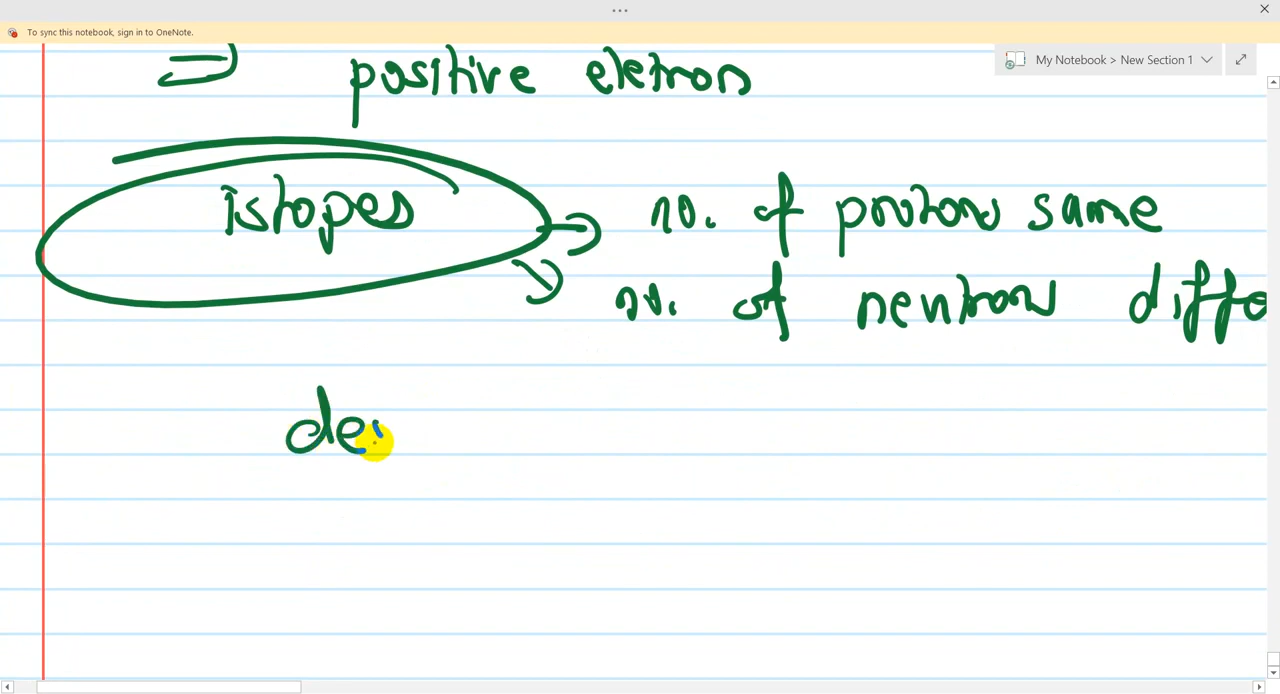 To sync this notebook, sign in to OneNote.
My Notebook > New Section 1
positive eletron
istopes
no. of protons same
no. of neutrons diffe
de